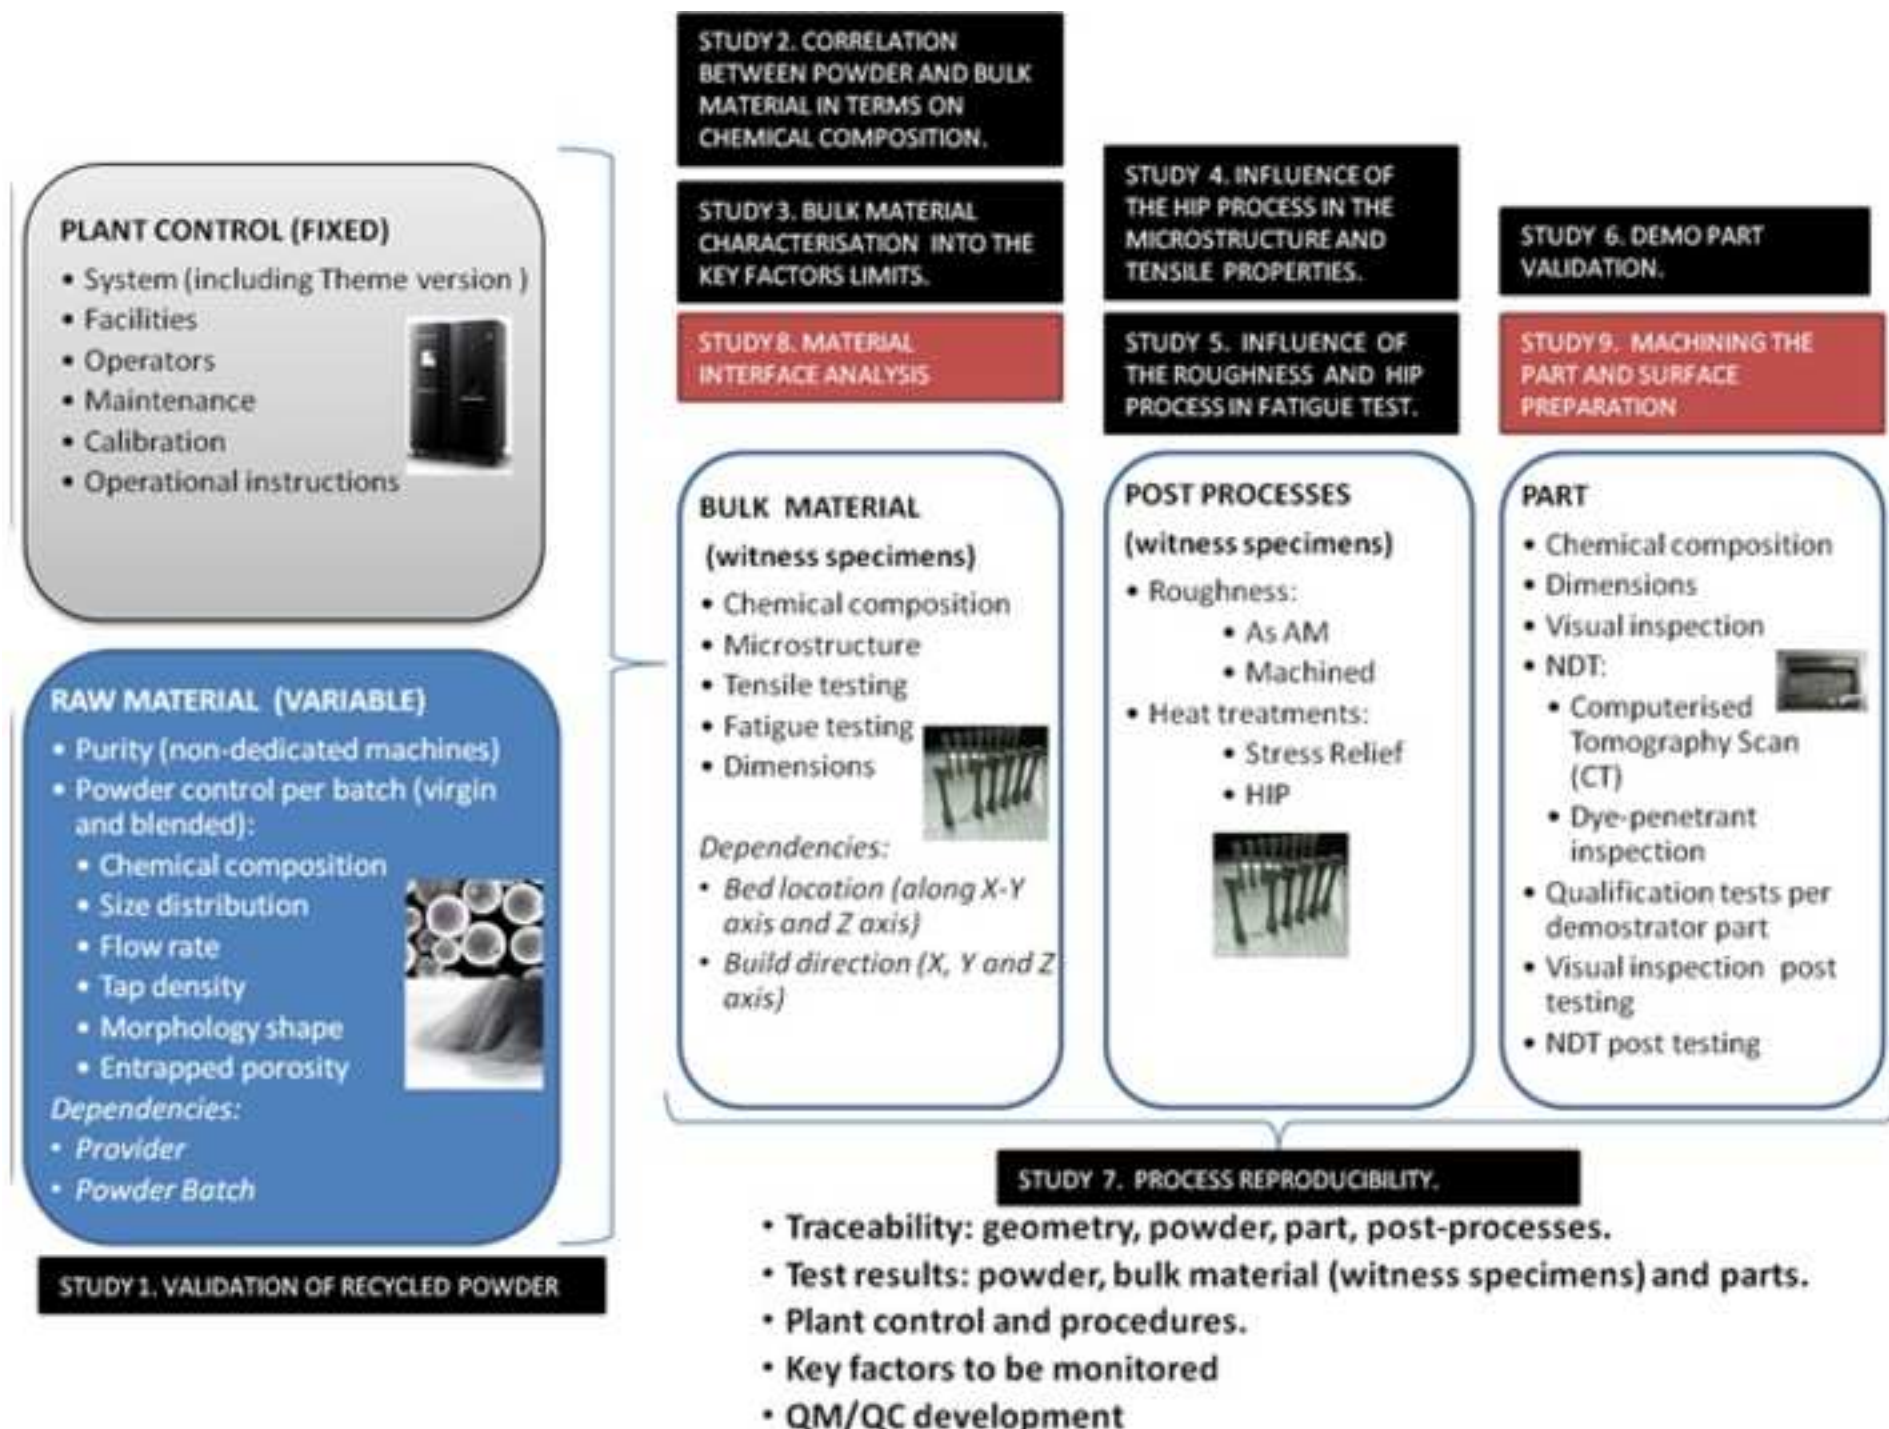 PLANT CONTROL (FIXED)
• System (including Theme version )
• Facilities
• Operators
• Maintenance
• Calibration
• Operational instructions
RAW MATERIAL (VARIABLE)
• Purity (non-dedicated machines)
• Powder control per batch (virgin
and blended):
• Chemical composition
• Size distribution
• Flow rate
• Tap density
• Morphology shape
• Entrapped porosity
Dependencies:
• Provider
• Powder Batch
STUDY 1. VALIDATION OF RECYCLED POWDER
STUDY 2. CORRELATION
BETWEEN POWDER AND BULK
MATERIAL IN TERMS ON
CHEMICAL COMPOSITION.
STUDY 3. BULK MATERIAL
CHARACTERISATION INTO THE
KEY FACTORS LIMITS.
STUDY 8. MATERIAL
INTERFACE ANALYSIS
BULK MATERIAL
(witness specimens)
• Chemical composition
• Microstructure
• Tensile testing
• Fatigue testing
• Dimensions
Dependencies:
• Bed location (along X-Y
axis and Z axis)
• Build direction (X, Y and Z
axis)
STUDY 4. INFLUENCE OF
THE HIP PROCESS IN THE
MICROSTRUCTURE AND
TENSILE PROPERTIES.
STUDY 5. INFLUENCE OF
THE ROUGHNESS AND HIP
PROCESS IN FATIGUE TEST.
POST PROCESSES
(witness specimens)
• Roughness:
• As AM
• Machined
• Heat treatments:
• Stress Relief
• HIP
STUDY 6. DEMO PART
VALIDATION.
STUDY 9. MACHINING THE
PART AND SURFACE
PREPARATION
PART
• Chemical composition
• Dimensions
• Visual inspection
• NDT:
• Computerised
Tomography Scan
(CT)
• Dye-penetrant
inspection
• Qualification tests per
demostrator part
• Visual inspection post
testing
• NDT post testing
STUDY 7. PROCESS REPRODUCIBILITY.
• Traceability: geometry, powder, part, post-processes.
• Test results: powder, bulk material (witness specimens) and parts.
• Plant control and procedures.
• Key factors to be monitored
• QM/QC development